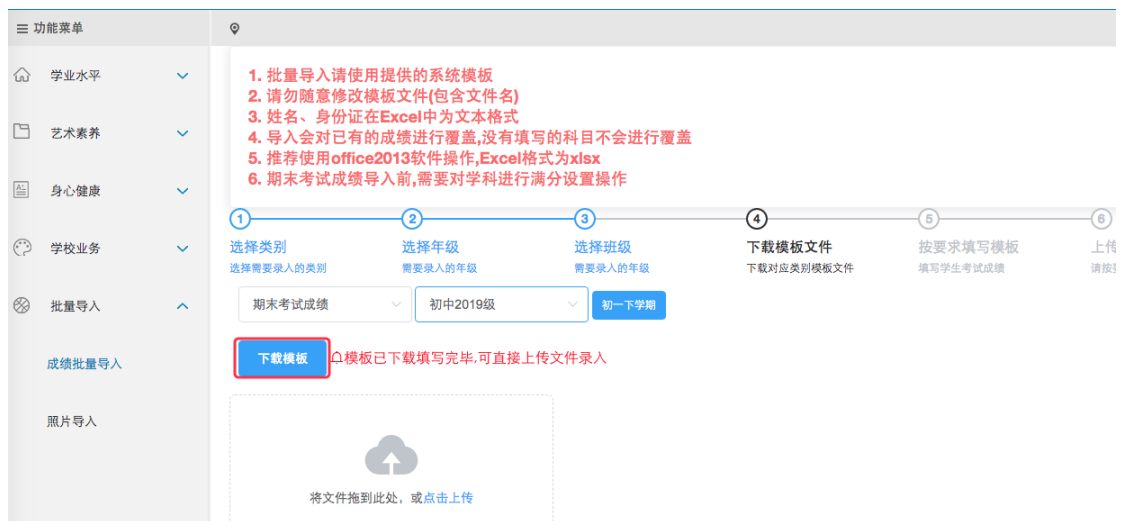 功能菜单
学业水平
艺术素养
身心健康
学校业务
批量导入
成绩批量导入
照片导入
1. 批量导入请使用提供的系统模板
2. 请勿随意修改模板文件(包含文件名)
3. 姓名、身份证在Excel中为文本格式
4. 导入会对已有的成绩进行覆盖,没有填写的科目不会进行覆盖
5. 推荐使用office2013软件操作,Excel格式为xlsx
6. 期末考试成绩导入前,需要对学科进行满分设置操作
1 2 3 4 5 6
选择类别 选择年级 选择班级 下载模板文件 按要求填写模板 上传
选择需要录入的类别 需要录入的年级 需要录入的年级 下载对应类别模板文件 填写学生考试成绩 请按
期末考试成绩 初中2019级 初一下学期
下载模板 模板已下载填写完毕,可直接上传文件录入
将文件拖到此处，或点击上传